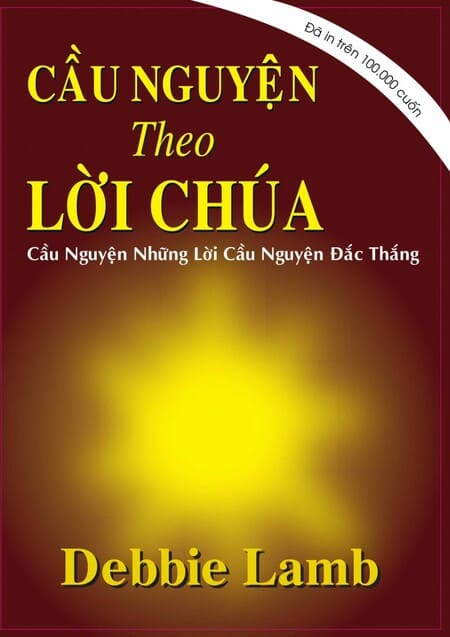 Đã in trên 100.000 cuốn
CẦU NGUYỆN
Theo
LỜI CHÚA
Cầu Nguyện Những Lời Cầu Nguyện Đắc Thắng
Debbie Lamb